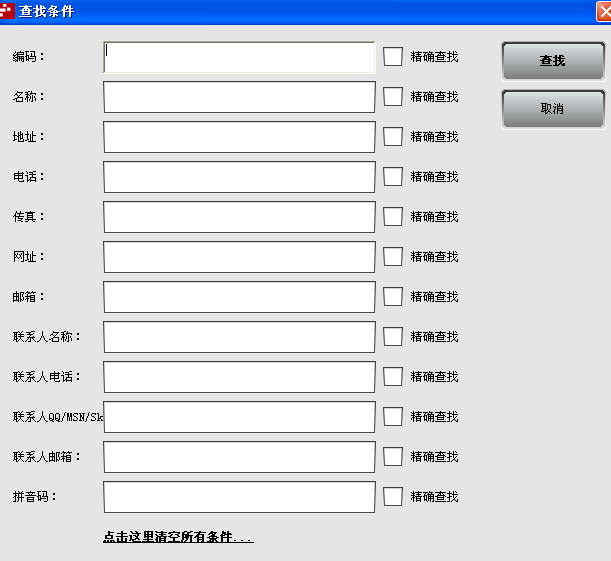 查找条件
编码： 精确查找 查找
名称： 精确查找 取消
地址： 精确查找
电话： 精确查找
传真： 精确查找
网址： 精确查找
邮箱： 精确查找
联系人名称： 精确查找
联系人电话： 精确查找
联系人QQ/MSN/Sk 精确查找
联系人邮箱： 精确查找
拼音码： 精确查找
点击这里清空所有条件...